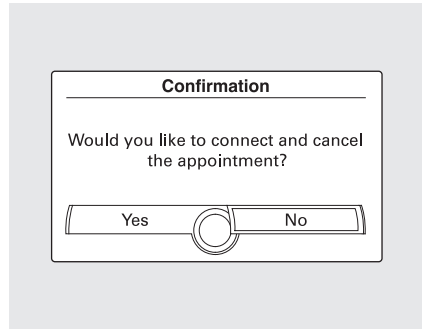 Confirmation
Would you like to connect and cancel
the appointment?
Yes
No